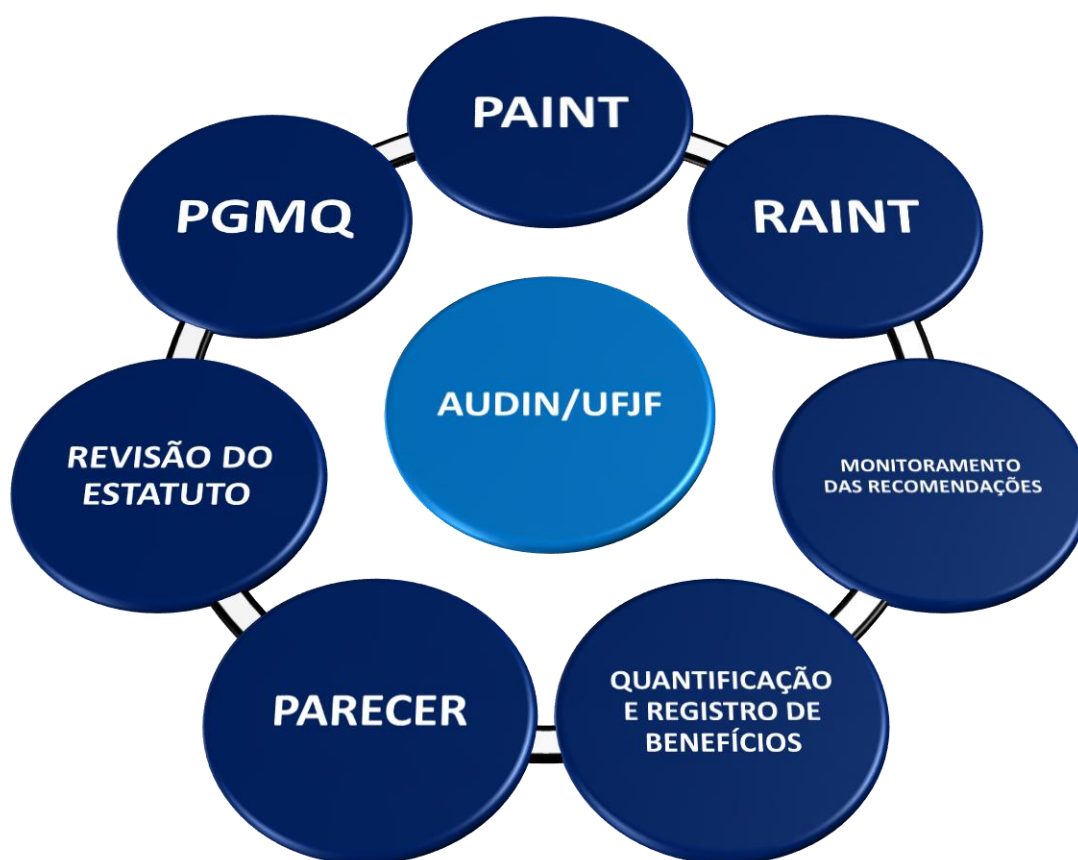 PAINT
PGMQ
RAINT
AUDIN/UFJF
REVISÃO DO
ESTATUTO
MONITORAMENTO
DAS RECOMENDAÇÕES
PARECER
QUANTIFICAÇÃO
E REGISTRO DE
BENEFÍCIOS